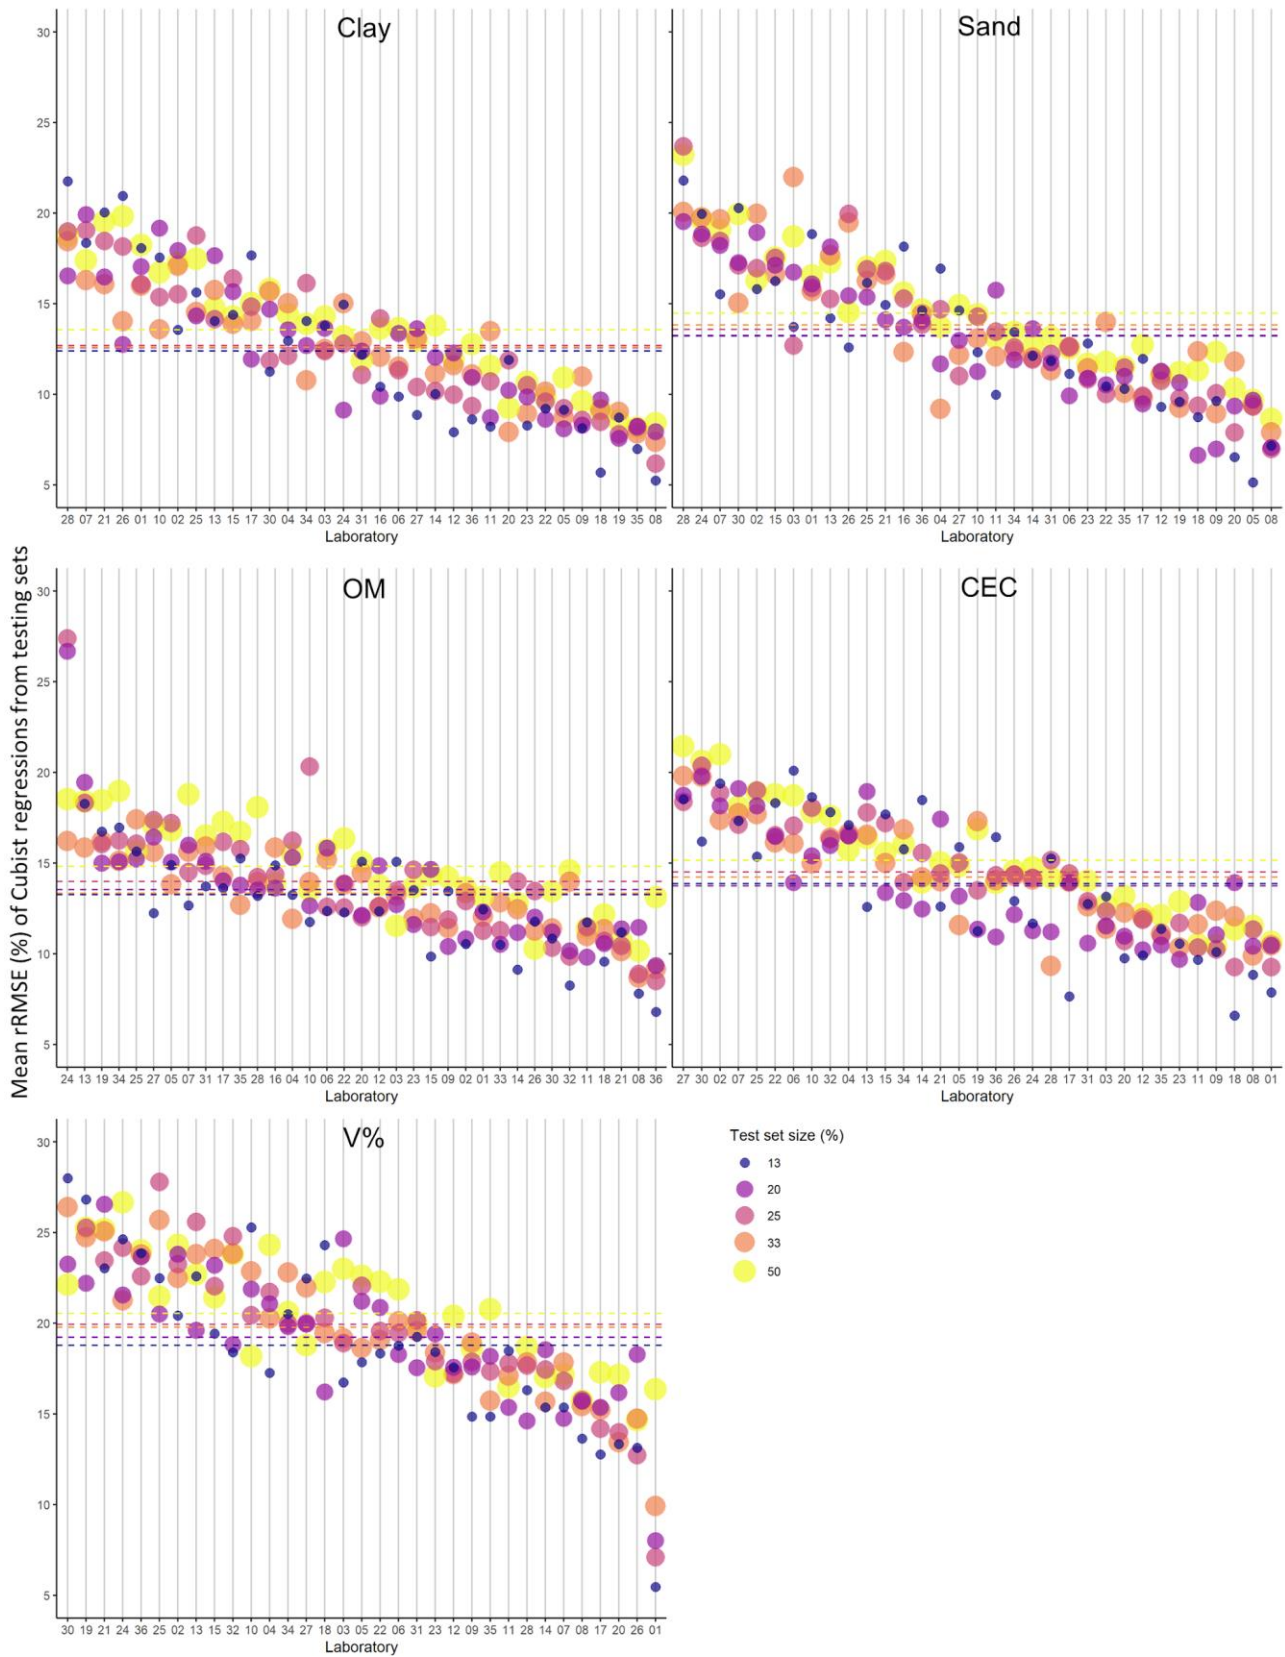 Clay
Sand
30
25
20
15
10
5
28 07 21 26 01 10 02 25 13 15 17 30 04 34 03 24 31 16 06 27 14 12 36 11 20 23 22 05 09 18 19 35 08
28 24 07 30 02 15 03 01 13 26 25 21 16 36 04 27 10 11 34 14 31 06 23 22 35 17 12 19 18 09 20 05 08
Laboratory
Laboratory
Mean rRMSE (%) of Cubist regressions from testing sets
OM
CEC
30
25
20
15
10
5
24 13 19 34 25 27 05 07 31 17 35 28 16 04 10 06 22 20 12 03 23 15 09 02 01 33 14 26 30 32 11 18 21 08 36
27 30 02 07 25 22 06 10 32 04 13 15 34 14 21 05 19 36 26 24 28 17 31 03 20 12 35 23 11 09 18 08 01
Laboratory
Laboratory
V%
30
25
20
15
10
5
30 19 21 24 36 25 02 13 15 32 10 04 34 27 18 03 05 22 06 31 23 12 09 35 11 28 14 07 08 17 20 26 01
Laboratory
Test set size (%)
13
20
25
33
50